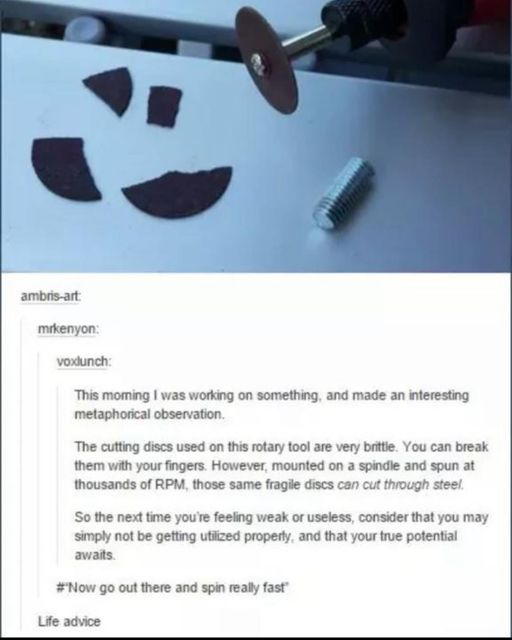 ambris-art:
mrkenyon:
voxlunch:
This morning I was working on something, and made an interesting
metaphorical observation.
The cutting discs used on this rotary tool are very brittle. You can break
them with your fingers. However, mounted on a spindle and spun at
thousands of RPM, those same fragile discs can cut through steel.
So the next time you're feeling weak or useless, consider that you may
simply not be getting utilized properly, and that your true potential
awaits.
#"Now go out there and spin really fast"
Life advice